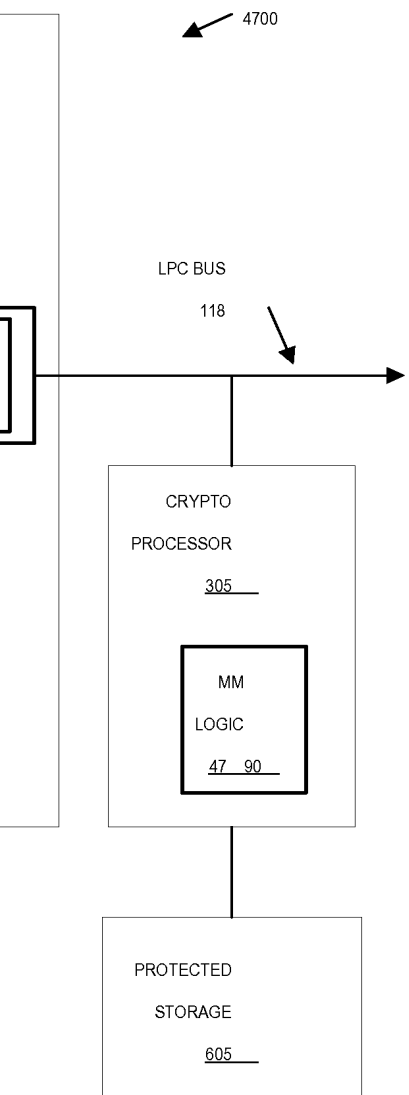 4700
LPC BUS
118
CRYPTO
PROCESSOR
305
MM
LOGIC
47 90
PROTECTED
STORAGE
605